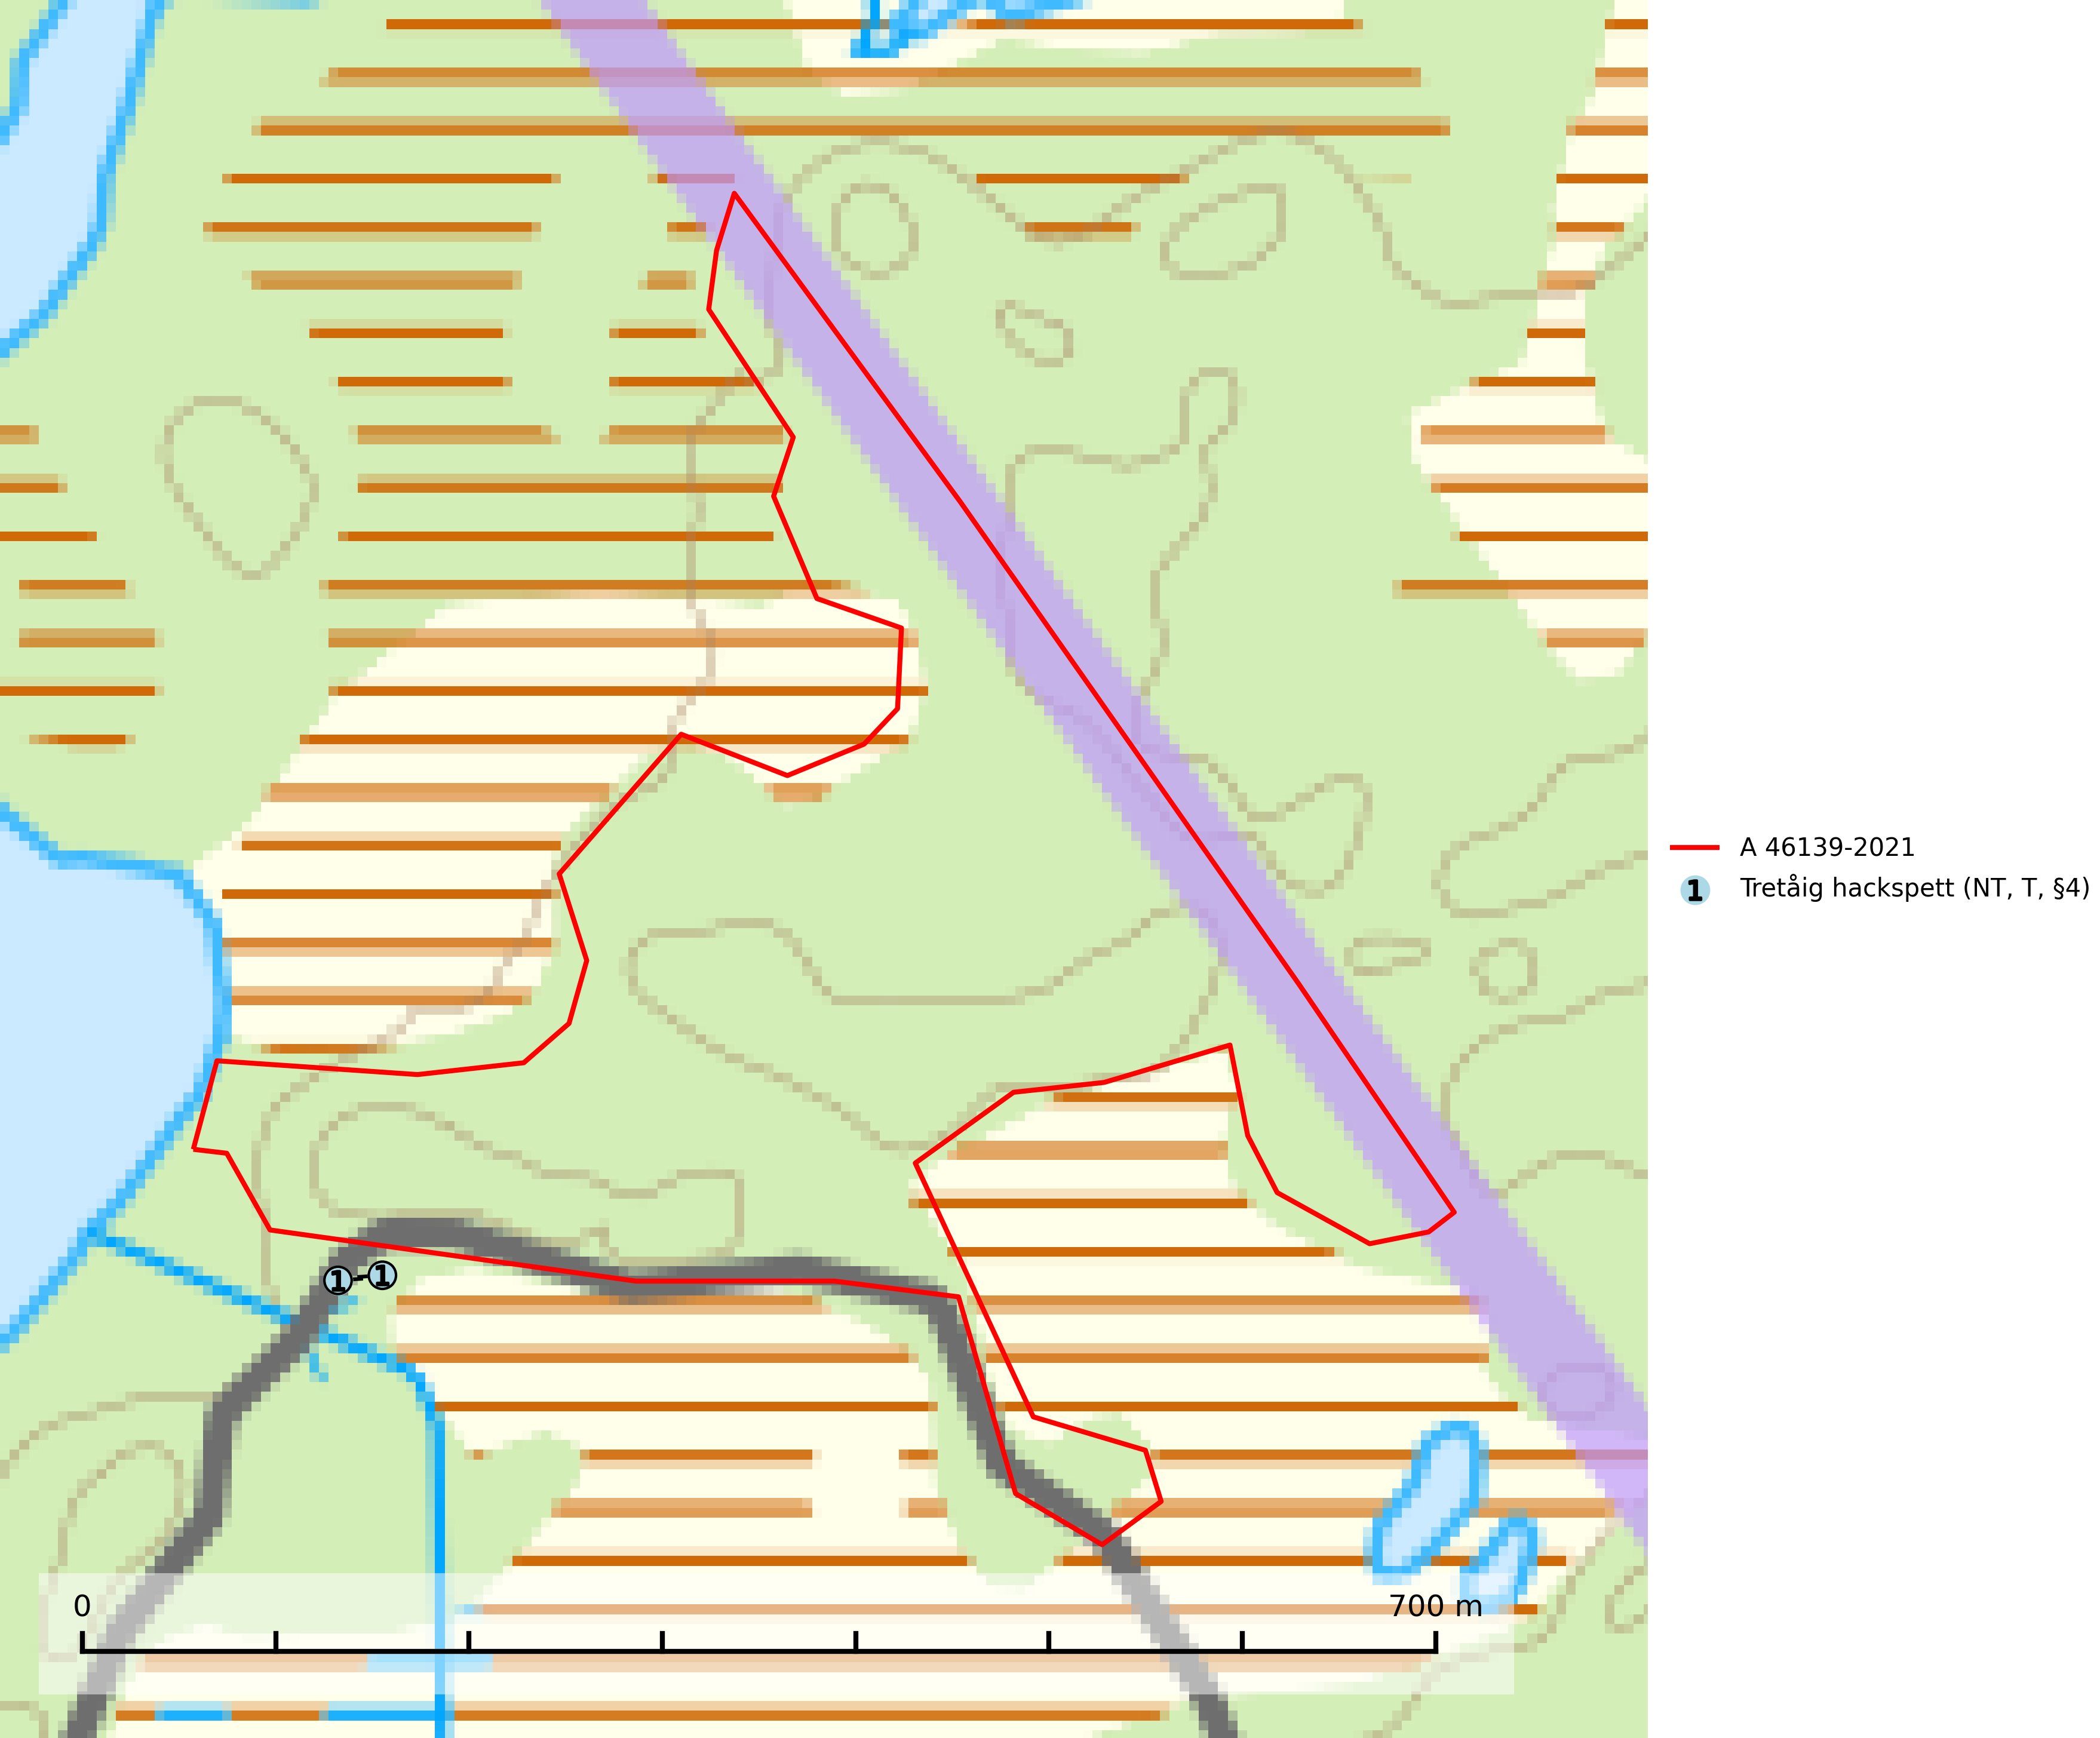 A 46139-2021
1 Tretåig hackspett (NT, T, §4)
1 1
0 700 m